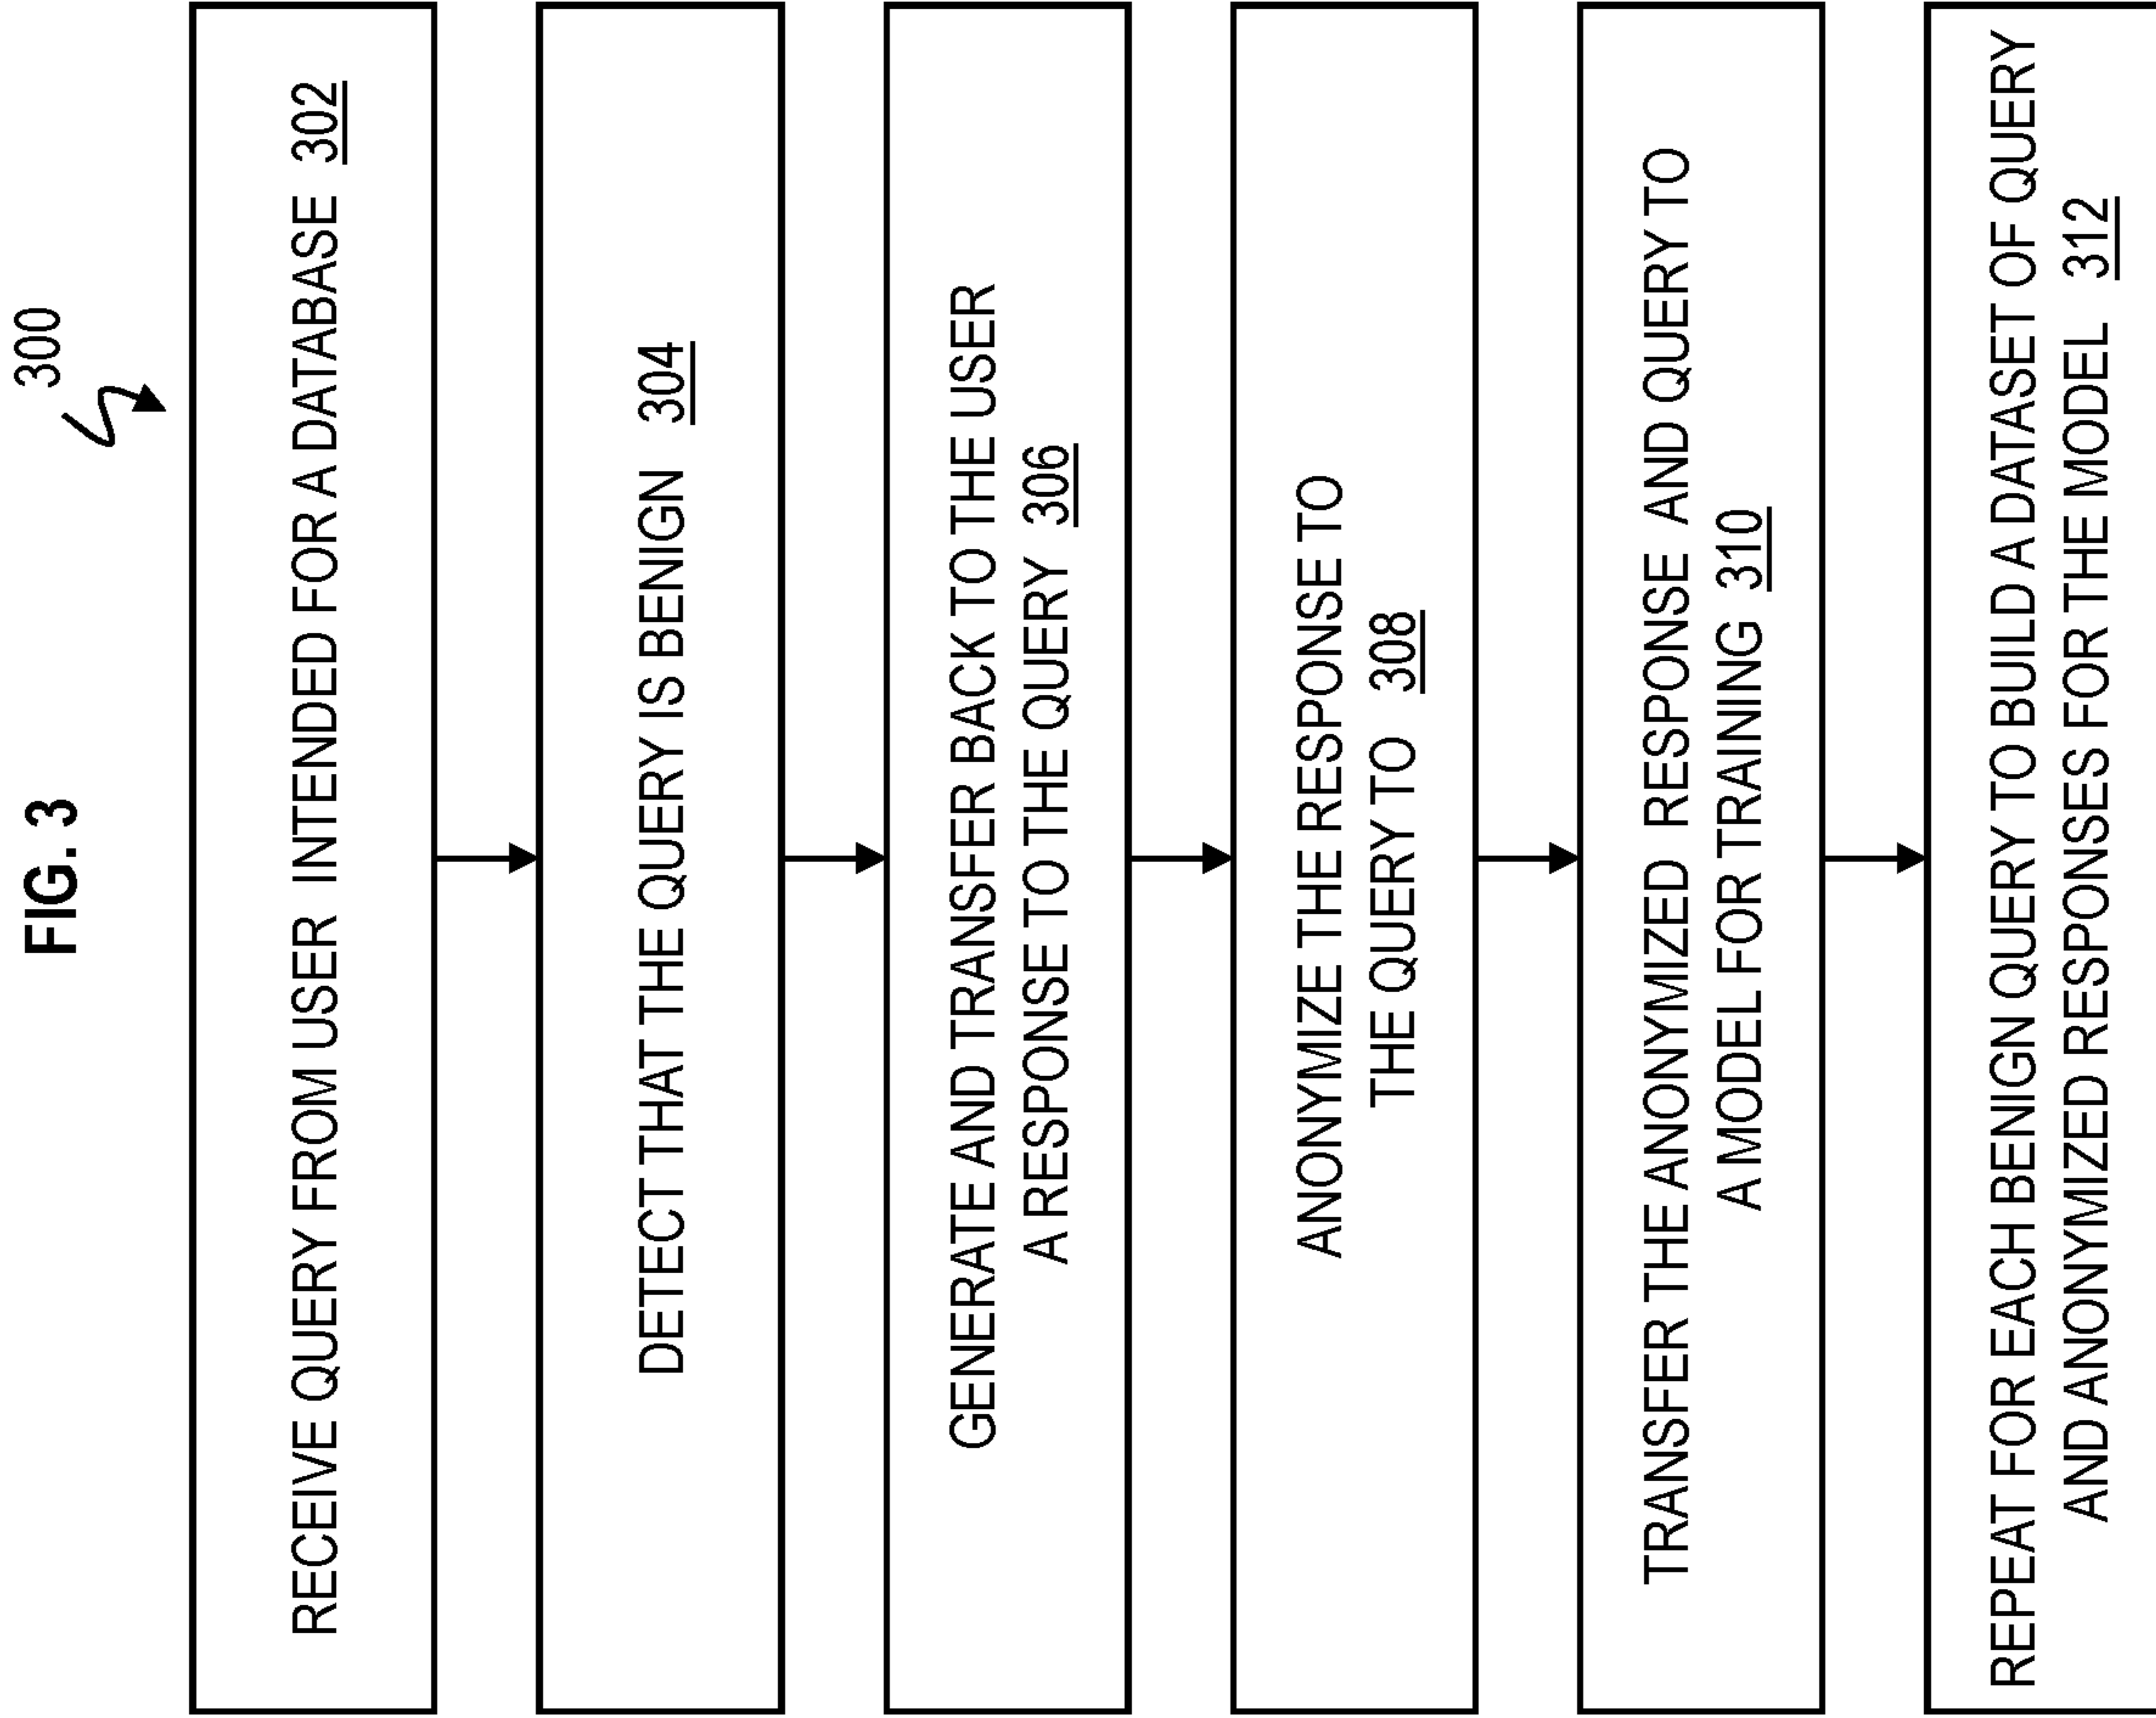 FIG. 3
300
RECEIVE QUERY FROM USER INTENDED FOR A DATABASE 302
DETECT THAT THE QUERY IS BENIGN 304
GENERATE AND TRANSFER BACK TO THE USER
A RESPONSE TO THE QUERY 306
ANONYMIZE THE RESPONSE TO
THE QUERY TO 308
TRANSFER THE ANONYMIZED RESPONSE AND QUERY TO
A MODEL FOR TRAINING 310
REPEAT FOR EACH BENIGN QUERY TO BUILD A DATASET OF QUERY
AND ANONYMIZED RESPONSES FOR THE MODEL 312